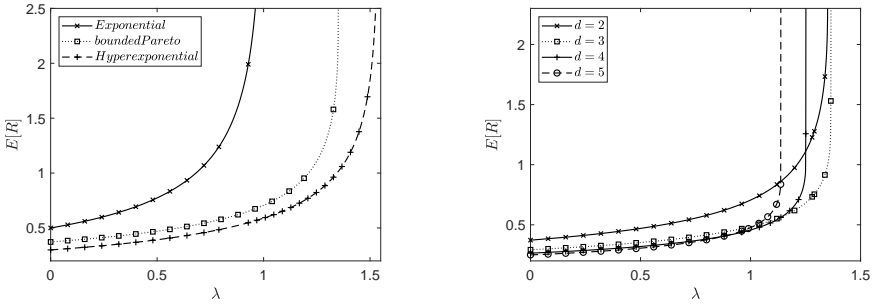 2.5
2
1.5
1
0.5
E[R]
Exponential
boundedPareto
Hyperexponential
0
0.5
1
1.5
λ
2
1.5
1
0.5
E[R]
d = 2
d = 3
d = 4
d = 5
0
0.5
1
1.5
λ